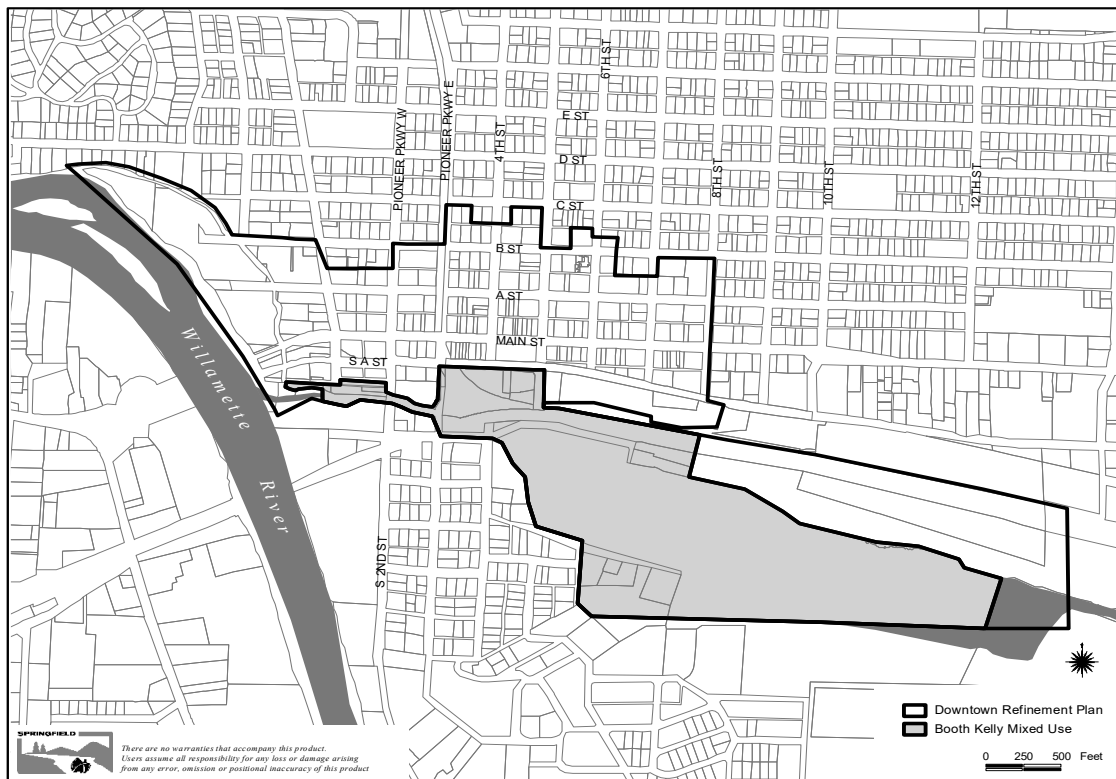 6TH ST
PIONEER PKWY E
PIONEER PKWY W
4TH ST
E ST
D ST
8TH ST
10TH ST
12TH ST
C ST
B ST
A ST
MAIN ST
S A ST
Willamette
River
S 2ND ST
Downtown Refinement Plan
Booth Kelly Mixed Use
0 250 500 Feet
SPRINGFIELD
There are no warranties that accompany this product.
Users assume all responsibility for any loss or damage arising
from any error, omission or positional inaccuracy of this product